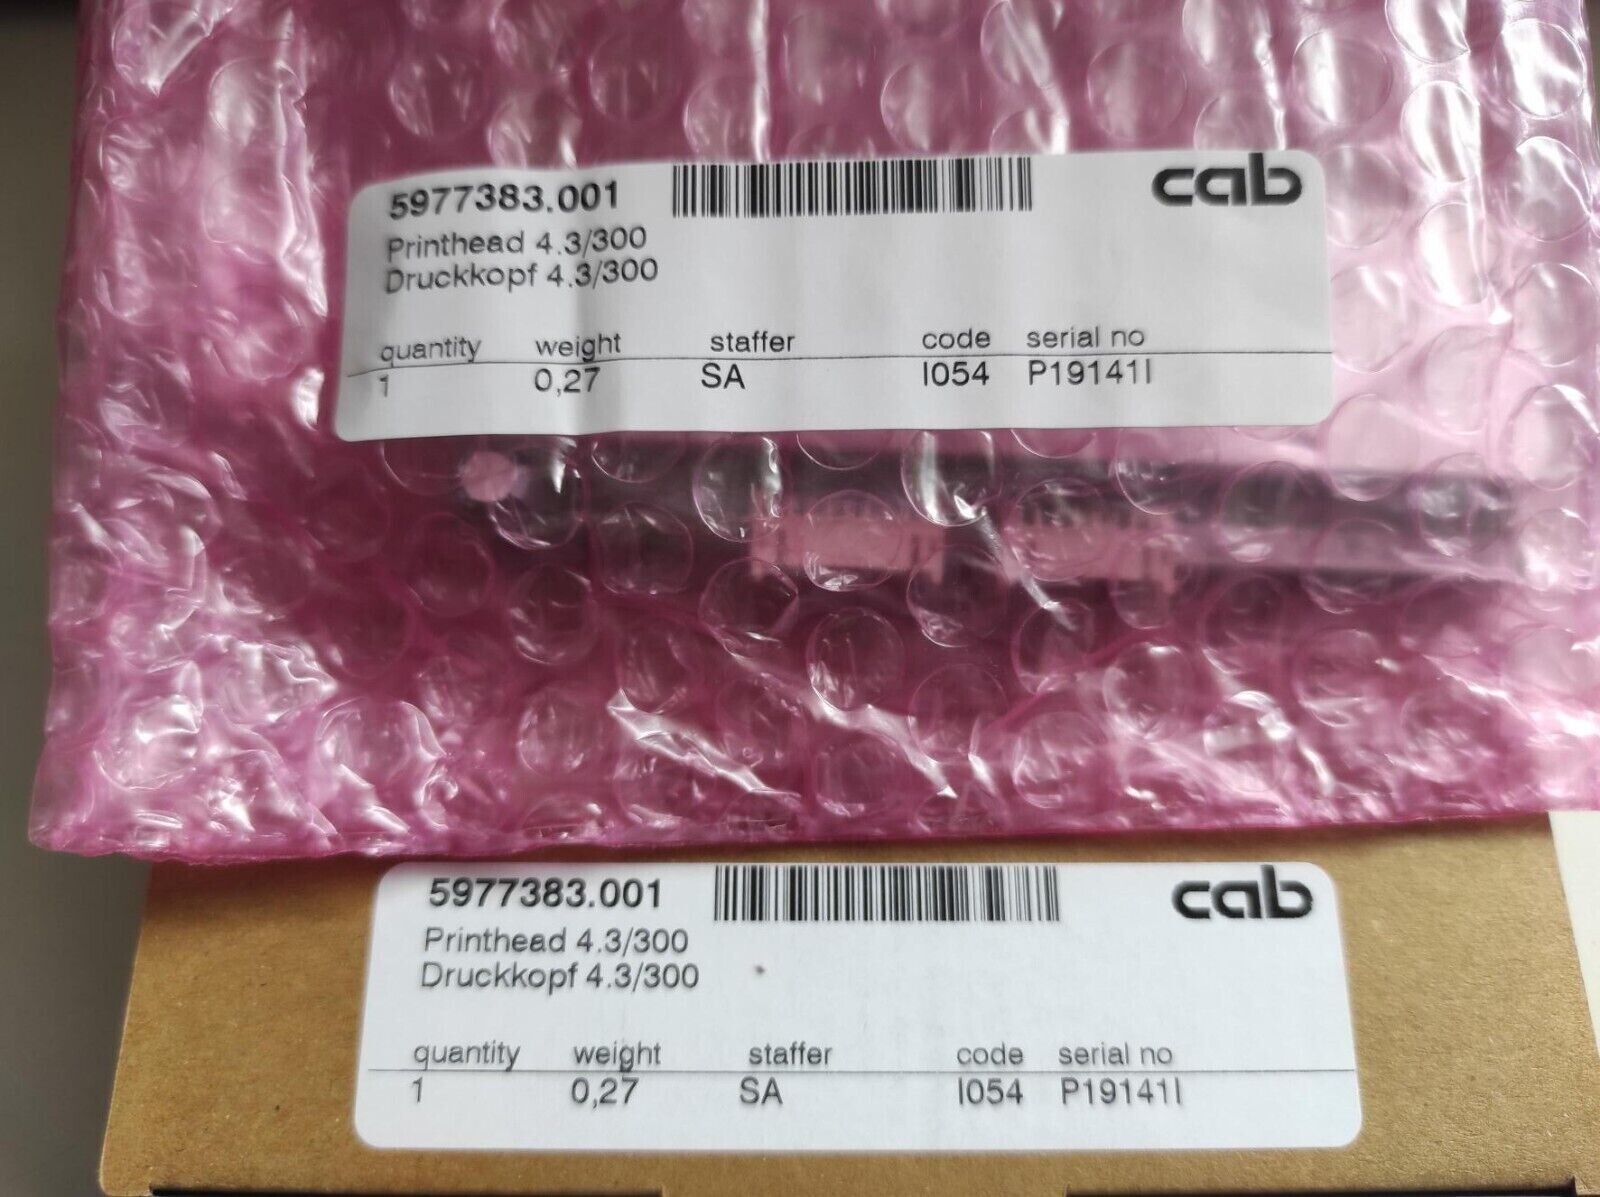 5977383.001 cab
Printhead 4.3/300
Druckkopf 4.3/300
quantity weight staffer code serial no
1 0,27 SA I054 P19141I
5977383.001 cab
Printhead 4.3/300
Druckkopf 4.3/300
quantity weight staffer code serial no
1 0,27 SA I054 P19141I